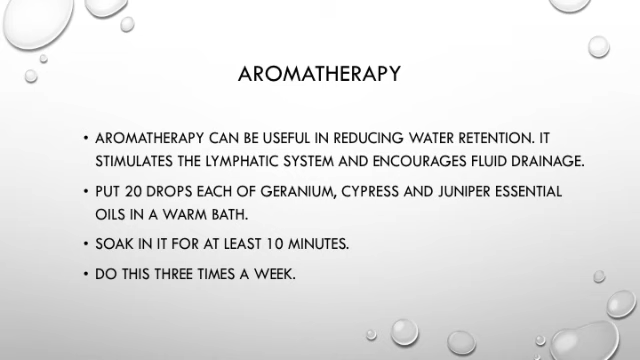 AROMATHERAPY
• AROMATHERAPY CAN BE USEFUL IN REDUCING WATER RETENTION. IT
STIMULATES THE LYMPHATIC SYSTEM AND ENCOURAGES FLUID DRAINAGE.
• PUT 20 DROPS EACH OF GERANIUM, CYPRESS AND JUNIPER ESSENTIAL
OILS IN A WARM BATH.
• SOAK IN IT FOR AT LEAST 10 MINUTES.
• DO THIS THREE TIMES A WEEK.